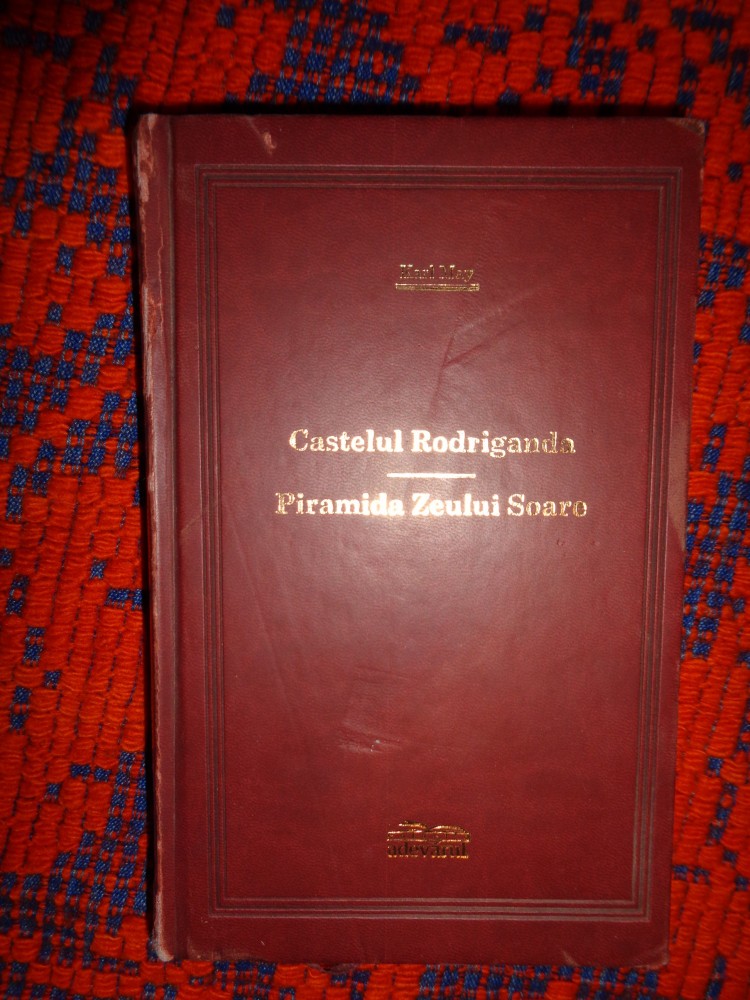 Karl May
Castelul Rodriganda
Piramida Zeului Soare
adevărul